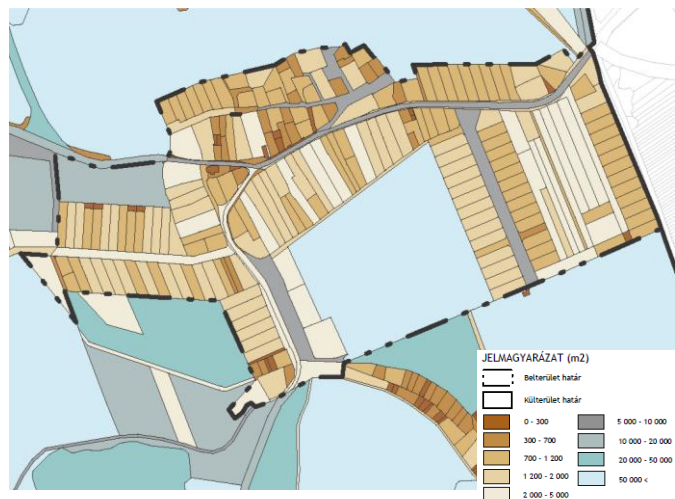 JELMAGYARÁZAT (m2)
Belterület határ
Külterület határ
0 - 300
300 - 700
700 - 1 200
1 200 - 2 000
2 000 - 5 000
5 000 - 10 000
10 000 - 20 000
20 000 - 50 000
50 000 <